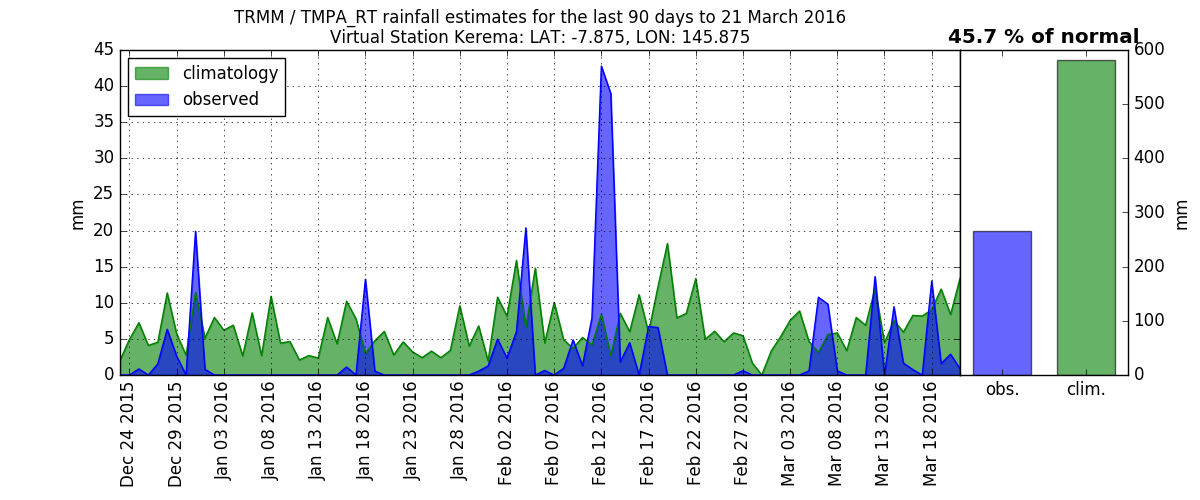 TRMM / TMPA_RT rainfall estimates for the last 90 days to 21 March 2016
Virtual Station Kerema: LAT: -7.875, LON: 145.875
45.7 % of normal
climatology
observed
45
40
35
30
25
20
15
10
5
0
mm
Dec 24 2015
Dec 29 2015
Jan 03 2016
Jan 08 2016
Jan 13 2016
Jan 18 2016
Jan 23 2016
Jan 28 2016
Feb 02 2016
Feb 07 2016
Feb 12 2016
Feb 17 2016
Feb 22 2016
Feb 27 2016
Mar 03 2016
Mar 08 2016
Mar 13 2016
Mar 18 2016
600
500
400
300
200
100
0
mm
obs.
clim.